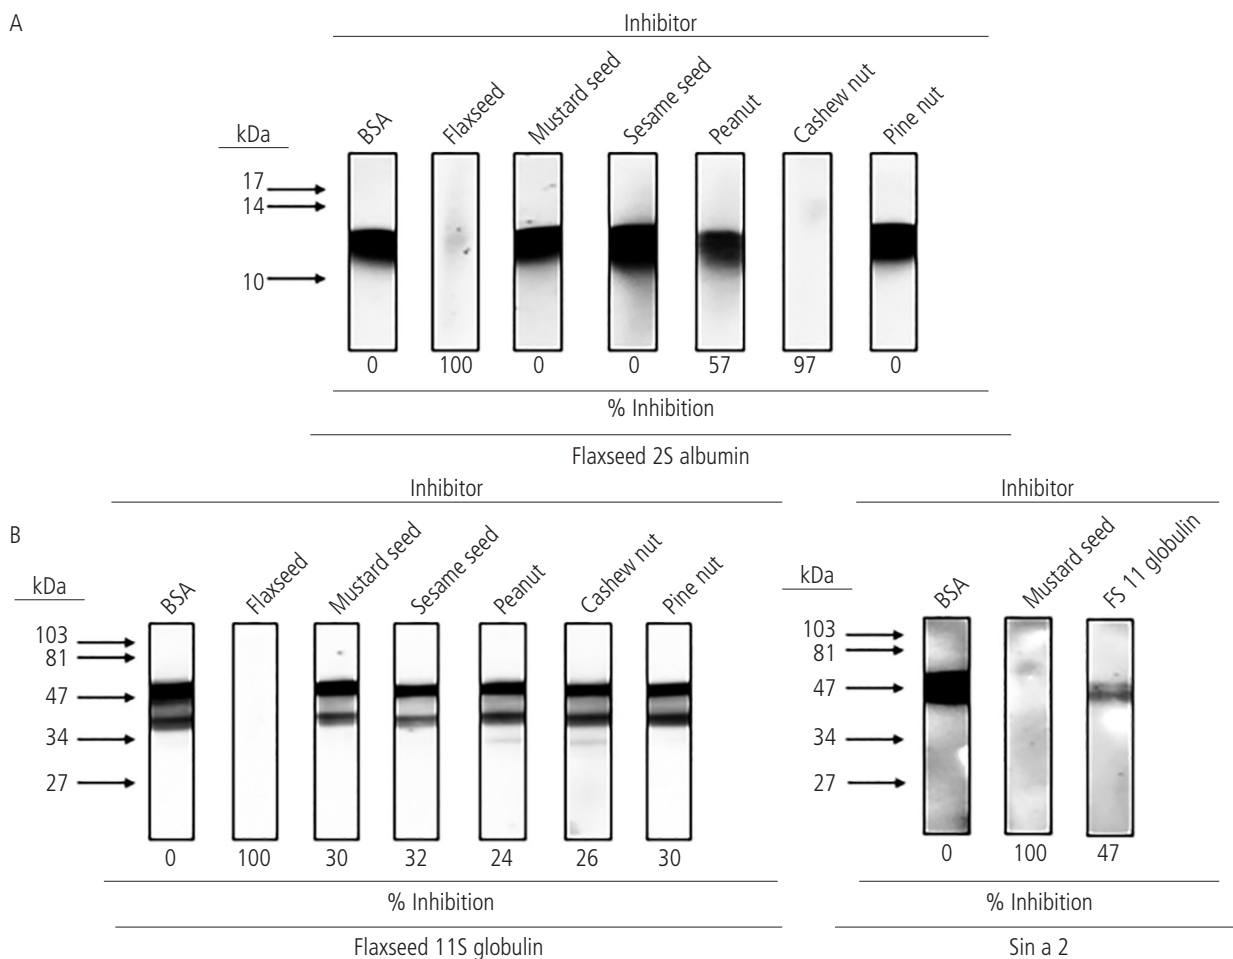 A
Inhibitor
kDa
BSA
Flaxseed
Mustard seed
Sesame seed
Peanut
Cashew nut
Pine nut
17
14
10
0 100 0 0 57 97 0
% Inhibition
Flaxseed 2S albumin
B
Inhibitor
kDa
BSA
Flaxseed
Mustard seed
Sesame seed
Peanut
Cashew nut
Pine nut
103
81
47
34
27
0 100 30 32 24 26 30
% Inhibition
Flaxseed 11S globulin
Inhibitor
kDa
BSA
Mustard seed
FS 11 globulin
103
81
47
34
27
0 100 47
% Inhibition
Sin a 2